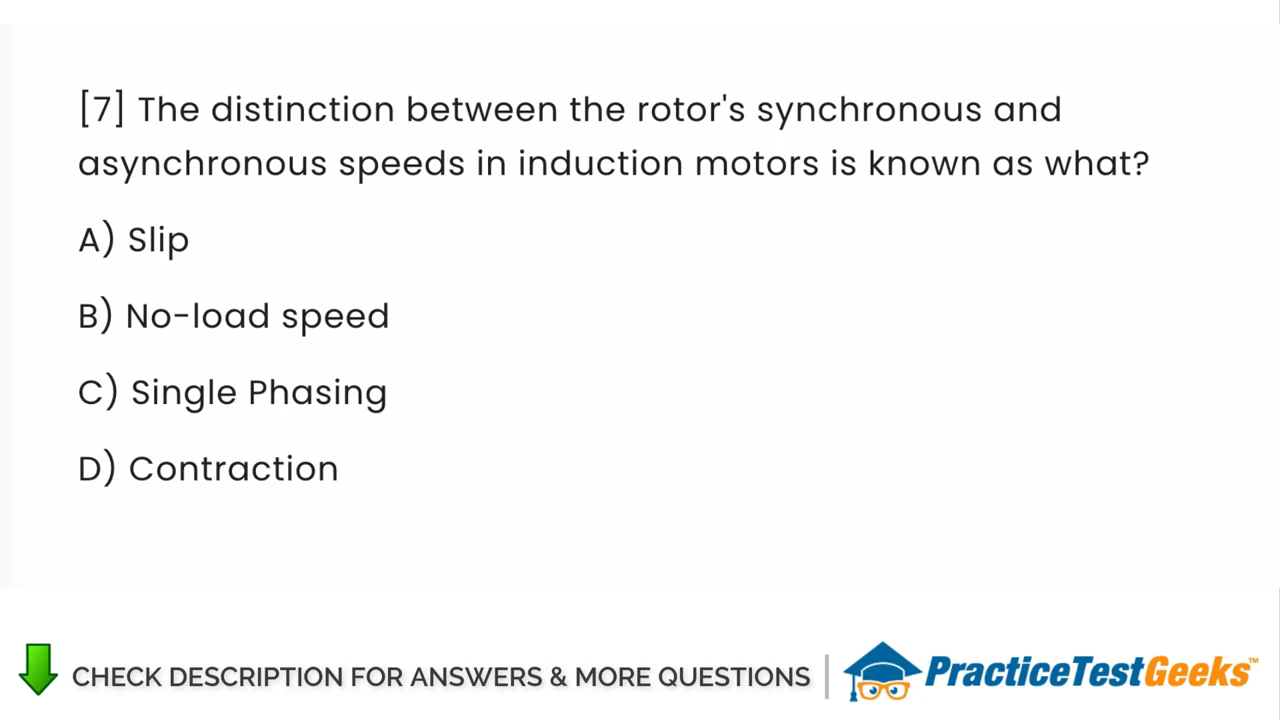 [7] The distinction between the rotor's synchronous and
asynchronous speeds in induction motors is known as what?
A) Slip
B) No-load speed
C) Single Phasing
D) Contraction
CHECK DESCRIPTION FOR ANSWERS & MORE QUESTIONS
PracticeTestGeeks™